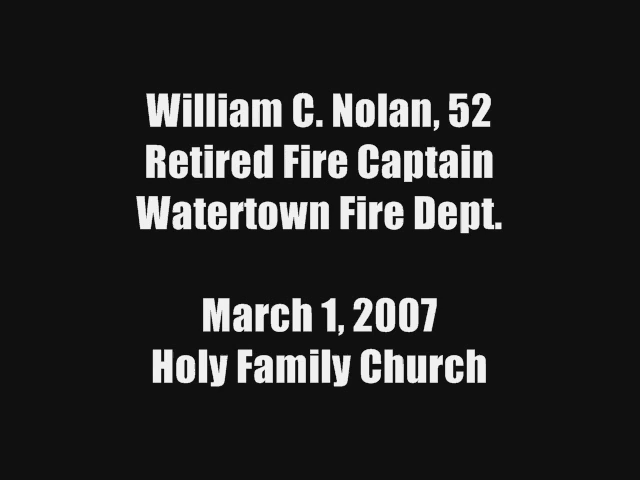 William C. Nolan, 52
Retired Fire Captain
Watertown Fire Dept.
March 1, 2007
Holy Family Church